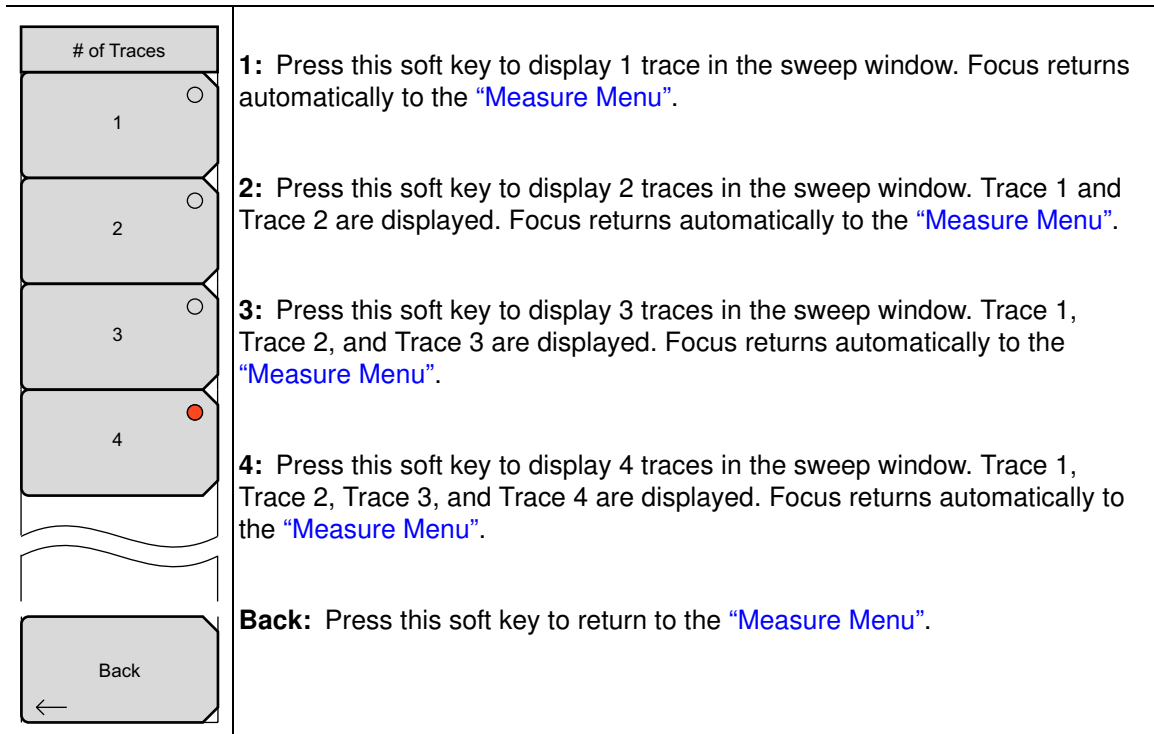 # of Traces
1
2
3
4
Back
1: Press this soft key to display 1 trace in the sweep window. Focus returns
automatically to the “Measure Menu”.
2: Press this soft key to display 2 traces in the sweep window. Trace 1 and
Trace 2 are displayed. Focus returns automatically to the “Measure Menu”.
3: Press this soft key to display 3 traces in the sweep window. Trace 1,
Trace 2, and Trace 3 are displayed. Focus returns automatically to the
“Measure Menu”.
4: Press this soft key to display 4 traces in the sweep window. Trace 1,
Trace 2, Trace 3, and Trace 4 are displayed. Focus returns automatically to
the “Measure Menu”.
Back: Press this soft key to return to the “Measure Menu”.